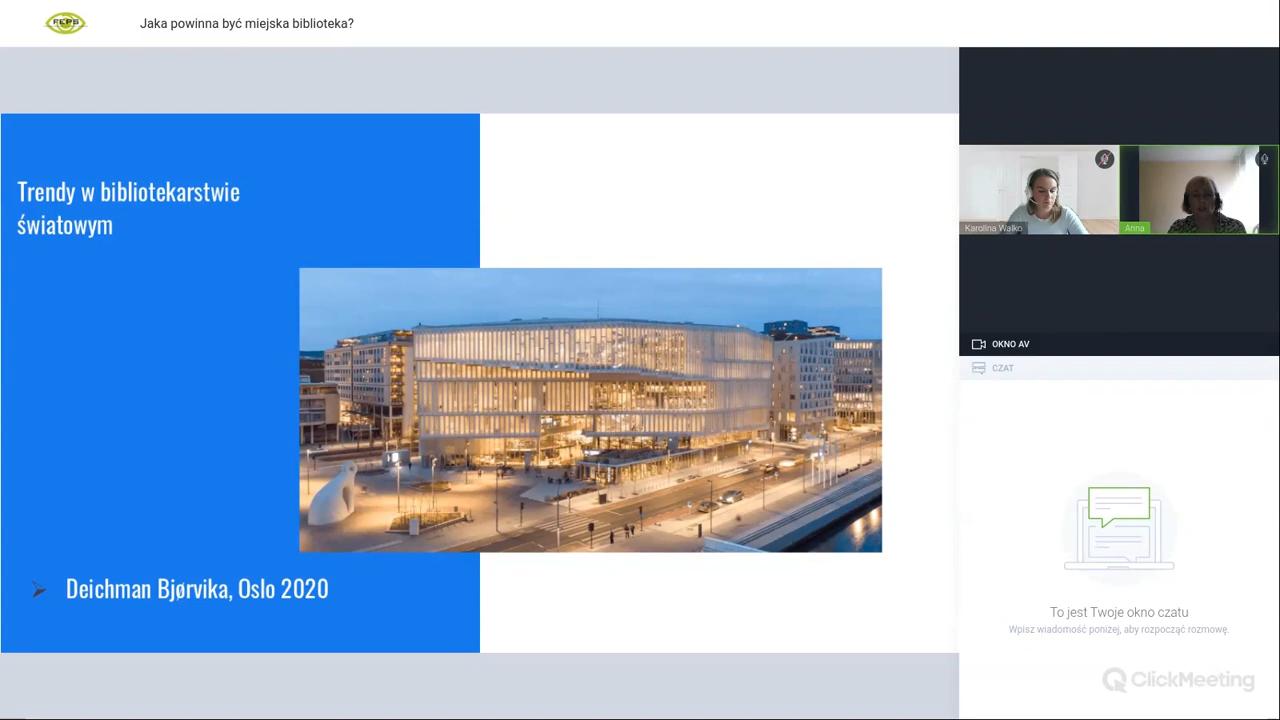 FEPS
Jaka powinna być miejska biblioteka?
Trendy w bibliotekarstwie
światowym
Deichman Bjørvika, Oslo 2020
Karolina Walko
Anna
OKNO AV
CZAT
To jest Twoje okno czatu
Wpisz wiadomość poniżej, aby rozpocząć rozmowę.
ClickMeeting